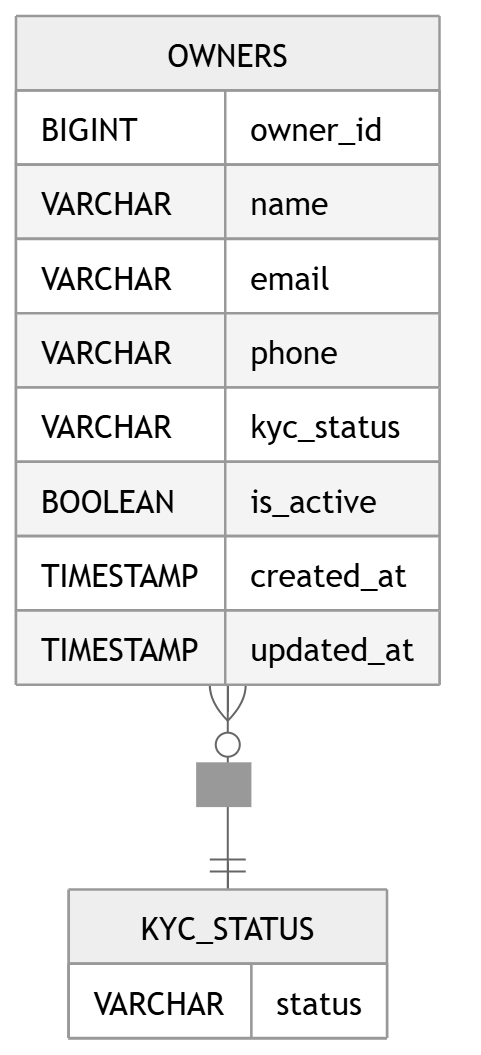 OWNERS
BIGINT owner_id
VARCHAR name
VARCHAR email
VARCHAR phone
VARCHAR kyc_status
BOOLEAN is_active
TIMESTAMP created_at
TIMESTAMP updated_at
KYC_STATUS
VARCHAR status